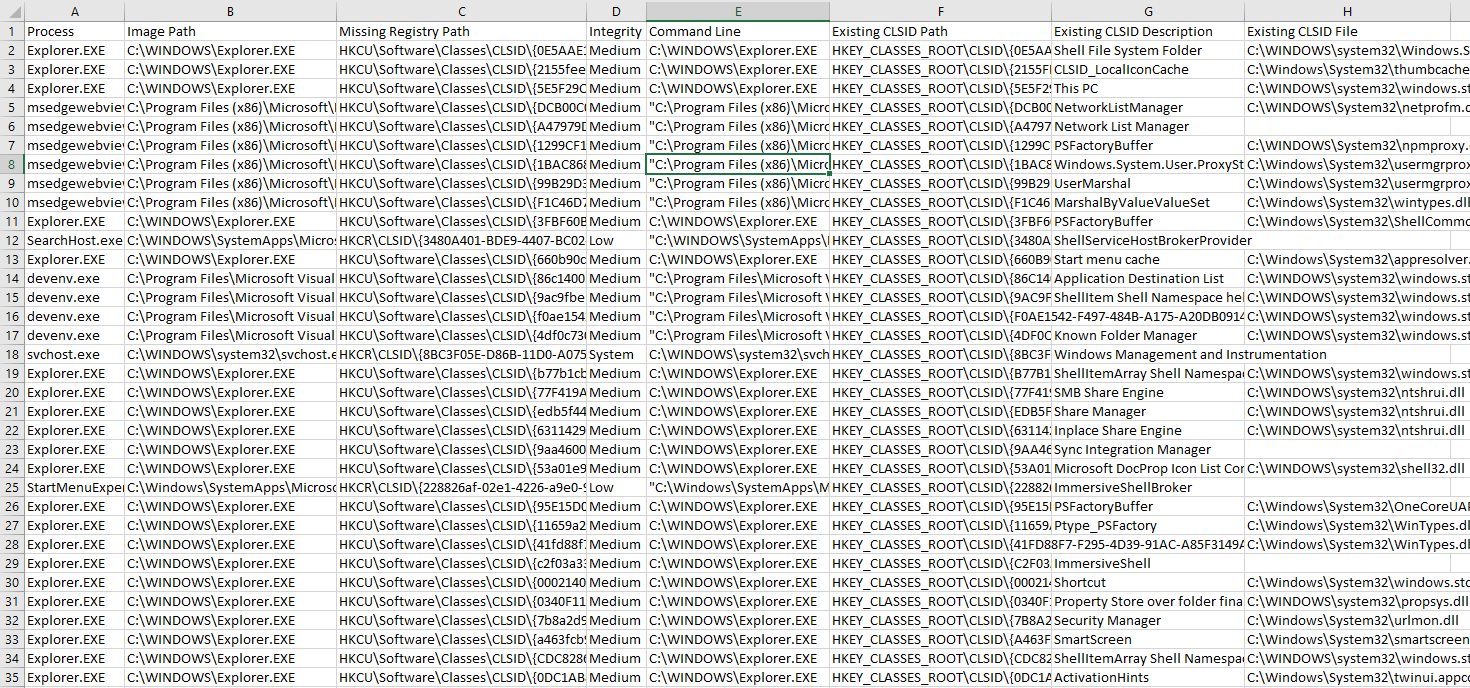 A B C D E F G H
1 Process Image Path Missing Registry Path Integrity Command Line Existing CLSID Path Existing CLSID Description Existing CLSID File
2 Explorer.EXE C:\WINDOWS\Explorer.EXE HKCU\Software\Classes\CLSID\{0E5AAE Medium C:\WINDOWS\Explorer.EXE HKEY_CLASSES_ROOT\CLSID\{0E5AA Shell File System Folder C:\WINDOWS\system32\Windows.S
3 Explorer.EXE C:\WINDOWS\Explorer.EXE HKCU\Software\Classes\CLSID\{2155fee Medium C:\WINDOWS\Explorer.EXE HKEY_CLASSES_ROOT\CLSID\{2155F CLSID_LocalIconCache C:\Windows\System32\thumbcache
4 Explorer.EXE C:\WINDOWS\Explorer.EXE HKCU\Software\Classes\CLSID\{5E5F29C Medium C:\WINDOWS\Explorer.EXE HKEY_CLASSES_ROOT\CLSID\{5E5F2 This PC C:\Windows\System32\windows.st
5 msedgewebvie C:\Program Files (x86)\Microsoft\ HKCU\Software\Classes\CLSID\{DCB00C Medium "C:\Program Files (x86)\Micro HKEY_CLASSES_ROOT\CLSID\{DCB00 NetworkListManager C:\WINDOWS\System32\netprofm.d
6 msedgewebvie C:\Program Files (x86)\Microsoft\ HKCU\Software\Classes\CLSID\{A47979 Medium "C:\Program Files (x86)\Micro HKEY_CLASSES_ROOT\CLSID\{A4797 Network List Manager
7 msedgewebvie C:\Program Files (x86)\Microsoft\ HKCU\Software\Classes\CLSID\{1299CF1 Medium "C:\Program Files (x86)\Micro HKEY_CLASSES_ROOT\CLSID\{1299C PSFactoryBuffer C:\Windows\System32\npmproxy.
8 msedgewebvie C:\Program Files (x86)\Microsoft\ HKCU\Software\Classes\CLSID\{1BAC868 Medium "C:\Program Files (x86)\Micro HKEY_CLASSES_ROOT\CLSID\{1BAC8 Windows.System.User.ProxySt C:\Windows\System32\usermgrprox
9 msedgewebvie C:\Program Files (x86)\Microsoft\ HKCU\Software\Classes\CLSID\{99B29D3 Medium "C:\Program Files (x86)\Micro HKEY_CLASSES_ROOT\CLSID\{99B29 UserMarshal C:\Windows\System32\usermgrprox
10 msedgewebvie C:\Program Files (x86)\Microsoft\ HKCU\Software\Classes\CLSID\{F1C46D7 Medium "C:\Program Files (x86)\Micro HKEY_CLASSES_ROOT\CLSID\{F1C46 MarshalByValueValueSet C:\Windows\System32\wintypes.dll
11 Explorer.EXE C:\WINDOWS\Explorer.EXE HKCU\Software\Classes\CLSID\{3FBF60B Medium C:\WINDOWS\Explorer.EXE HKEY_CLASSES_ROOT\CLSID\{3FBF6 PSFactoryBuffer C:\Windows\System32\ShellCommo
12 SearchHost.exe C:\WINDOWS\SystemApps\Micro HKCR\CLSID\{3480A401-BDE9-4407-BC02 Low "C:\WINDOWS\SystemApps\ HKEY_CLASSES_ROOT\CLSID\{3480A ShellServiceHostBrokerProvider
13 Explorer.EXE C:\WINDOWS\Explorer.EXE HKCU\Software\Classes\CLSID\{660b90c Medium C:\WINDOWS\Explorer.EXE HKEY_CLASSES_ROOT\CLSID\{660B9 Start menu cache C:\Windows\System32\appresolver.
14 devenv.exe C:\Program Files\Microsoft Visual HKCU\Software\Classes\CLSID\{86c1400 Medium "C:\Program Files\Microsoft HKEY_CLASSES_ROOT\CLSID\{86C14 Application Destination List C:\Windows\System32\windows.st
15 devenv.exe C:\Program Files\Microsoft Visual HKCU\Software\Classes\CLSID\{9ac9fbe Medium "C:\Program Files\Microsoft HKEY_CLASSES_ROOT\CLSID\{9AC9F ShellItem Shell Namespace hel C:\Windows\System32\windows.st
16 devenv.exe C:\Program Files\Microsoft Visual HKCU\Software\Classes\CLSID\{f0ae154 Medium "C:\Program Files\Microsoft HKEY_CLASSES_ROOT\CLSID\{F0AE1542-F497-484B-A175-A20DB0914 C:\Windows\System32\windows.st
17 devenv.exe C:\Program Files\Microsoft Visual HKCU\Software\Classes\CLSID\{4df0c73 Medium "C:\Program Files\Microsoft HKEY_CLASSES_ROOT\CLSID\{4DF0C Known Folder Manager C:\Windows\System32\windows.st
18 svchost.exe C:\WINDOWS\system32\svchost.e HKCR\CLSID\{8BC3F05E-D86B-11D0-A075 System C:\WINDOWS\system32\svch HKEY_CLASSES_ROOT\CLSID\{8BC3F Windows Management and Instrumentation
19 Explorer.EXE C:\WINDOWS\Explorer.EXE HKCU\Software\Classes\CLSID\{b77b1cb Medium C:\WINDOWS\Explorer.EXE HKEY_CLASSES_ROOT\CLSID\{B77B1 ShellItemArray Shell Namespac C:\WINDOWS\system32\windows.st
20 Explorer.EXE C:\WINDOWS\Explorer.EXE HKCU\Software\Classes\CLSID\{77F419A Medium C:\WINDOWS\Explorer.EXE HKEY_CLASSES_ROOT\CLSID\{77F41 SMB Share Engine C:\WINDOWS\system32\ntshrui.dll
21 Explorer.EXE C:\WINDOWS\Explorer.EXE HKCU\Software\Classes\CLSID\{edb5f44 Medium C:\WINDOWS\Explorer.EXE HKEY_CLASSES_ROOT\CLSID\{EDB5F Share Manager C:\WINDOWS\system32\ntshrui.dll
22 Explorer.EXE C:\WINDOWS\Explorer.EXE HKCU\Software\Classes\CLSID\{6311429 Medium C:\WINDOWS\Explorer.EXE HKEY_CLASSES_ROOT\CLSID\{63114 Inplace Share Engine C:\WINDOWS\system32\ntshrui.dll
23 Explorer.EXE C:\WINDOWS\Explorer.EXE HKCU\Software\Classes\CLSID\{9aa4600 Medium C:\WINDOWS\Explorer.EXE HKEY_CLASSES_ROOT\CLSID\{9AA46 Sync Integration Manager
24 Explorer.EXE C:\WINDOWS\Explorer.EXE HKCU\Software\Classes\CLSID\{53a01e9 Medium C:\WINDOWS\Explorer.EXE HKEY_CLASSES_ROOT\CLSID\{53A01 Microsoft DocProp Icon List Cor C:\WINDOWS\system32\shell32.dll
25 StartMenuExpe C:\Windows\SystemApps\Microso HKCR\CLSID\{228826af-02e1-4226-a9e0-9 Low "C:\Windows\SystemApps\M HKEY_CLASSES_ROOT\CLSID\{22882 ImmersiveShellBroker
26 Explorer.EXE C:\WINDOWS\Explorer.EXE HKCU\Software\Classes\CLSID\{95E15D0 Medium C:\WINDOWS\Explorer.EXE HKEY_CLASSES_ROOT\CLSID\{95E15 PSFactoryBuffer C:\Windows\System32\OneCoreUAP
27 Explorer.EXE C:\WINDOWS\Explorer.EXE HKCU\Software\Classes\CLSID\{11659a2 Medium C:\WINDOWS\Explorer.EXE HKEY_CLASSES_ROOT\CLSID\{11659 Ptype_PSFactory C:\Windows\System32\WinTypes.dl
28 Explorer.EXE C:\WINDOWS\Explorer.EXE HKCU\Software\Classes\CLSID\{41fd88f Medium C:\WINDOWS\Explorer.EXE HKEY_CLASSES_ROOT\CLSID\{41FD88F7-F295-4D39-91AC-A85F3149 C:\Windows\System32\WinTypes.dl
29 Explorer.EXE C:\WINDOWS\Explorer.EXE HKCU\Software\Classes\CLSID\{c2f03a3 Medium C:\WINDOWS\Explorer.EXE HKEY_CLASSES_ROOT\CLSID\{C2F03 ImmersiveShell
30 Explorer.EXE C:\WINDOWS\Explorer.EXE HKCU\Software\Classes\CLSID\{0002140 Medium C:\WINDOWS\Explorer.EXE HKEY_CLASSES_ROOT\CLSID\{00021 Shortcut C:\Windows\System32\windows.sto
31 Explorer.EXE C:\WINDOWS\Explorer.EXE HKCU\Software\Classes\CLSID\{0340F11 Medium C:\WINDOWS\Explorer.EXE HKEY_CLASSES_ROOT\CLSID\{0340F Property Store over folder fina C:\WINDOWS\system32\propsys.dll
32 Explorer.EXE C:\WINDOWS\Explorer.EXE HKCU\Software\Classes\CLSID\{7b8a2d9 Medium C:\WINDOWS\Explorer.EXE HKEY_CLASSES_ROOT\CLSID\{7B8A2 Security Manager C:\Windows\System32\urlmon.dll
33 Explorer.EXE C:\WINDOWS\Explorer.EXE HKCU\Software\Classes\CLSID\{a463fcb Medium C:\WINDOWS\Explorer.EXE HKEY_CLASSES_ROOT\CLSID\{A463F SmartScreen C:\Windows\System32\smartscreen
34 Explorer.EXE C:\WINDOWS\Explorer.EXE HKCU\Software\Classes\CLSID\{CDC8286 Medium C:\WINDOWS\Explorer.EXE HKEY_CLASSES_ROOT\CLSID\{CDC82 ShellItemArray Shell Namespac C:\WINDOWS\system32\windows.st
35 Explorer.EXE C:\WINDOWS\Explorer.EXE HKCU\Software\Classes\CLSID\{0DC1AB Medium C:\WINDOWS\Explorer.EXE HKEY_CLASSES_ROOT\CLSID\{0DC1A ActivationHints C:\Windows\System32\twinui.appc